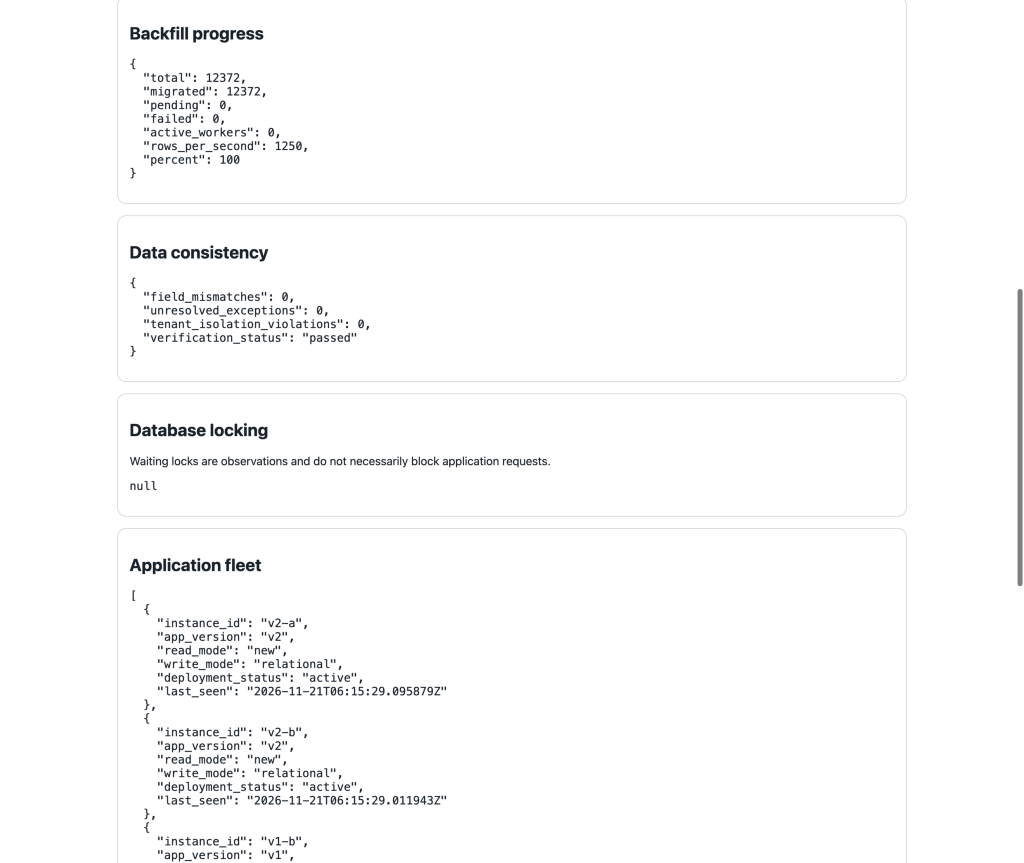 Backfill progress
{
  "total": 12372,
  "migrated": 12372,
  "pending": 0,
  "failed": 0,
  "active_workers": 0,
  "rows_per_second": 1250,
  "percent": 100
}
Data consistency
{
  "field_mismatches": 0,
  "unresolved_exceptions": 0,
  "tenant_isolation_violations": 0,
  "verification_status": "passed"
}
Database locking
Waiting locks are observations and do not necessarily block application requests.
null
Application fleet
[
  {
    "instance_id": "v2-a",
    "app_version": "v2",
    "read_mode": "new",
    "write_mode": "relational",
    "deployment_status": "active",
    "last_seen": "2026-11-21T06:15:29.095879Z"
  },
  {
    "instance_id": "v2-b",
    "app_version": "v2",
    "read_mode": "new",
    "write_mode": "relational",
    "deployment_status": "active",
    "last_seen": "2026-11-21T06:15:29.011943Z"
  },
  {
    "instance_id": "v1-b",
    "app_version": "v1",